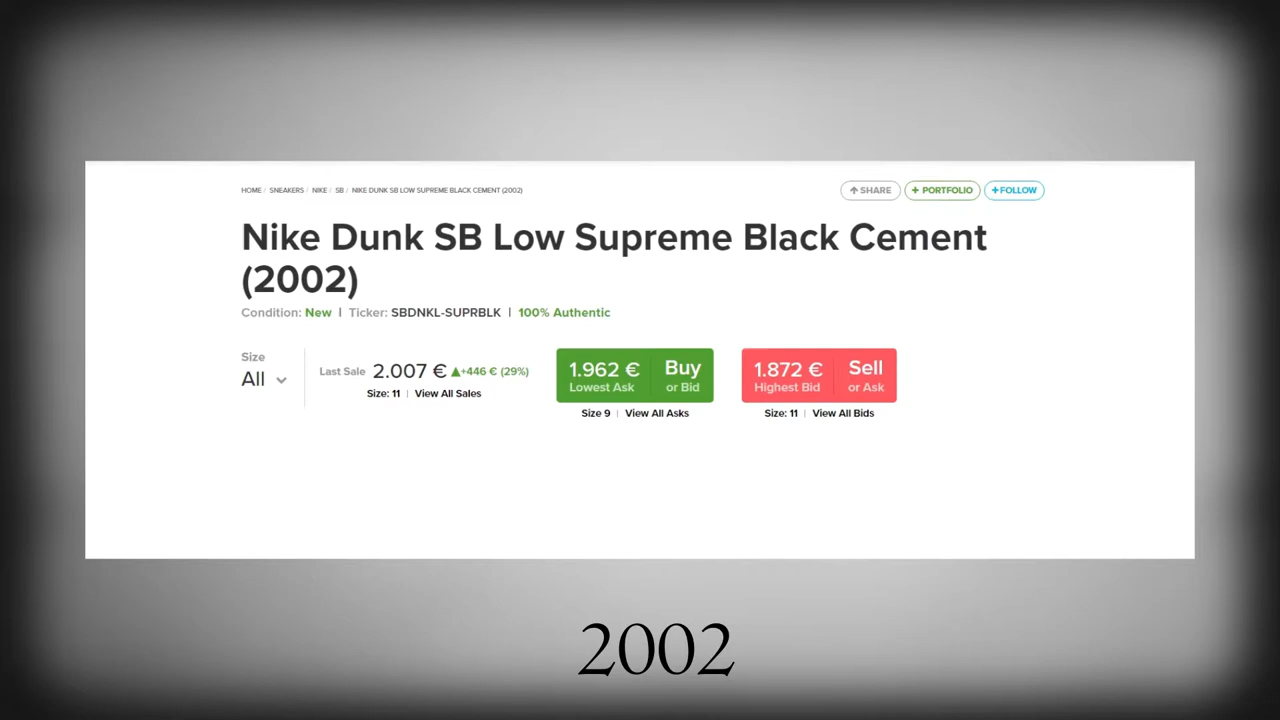 HOME / SNEAKERS / NIKE / SB / NIKE DUNK SB LOW SUPREME BLACK CEMENT (2002)
SHARE
+ PORTFOLIO
+ FOLLOW
Nike Dunk SB Low Supreme Black Cement
(2002)
Condition: New | Ticker: SBDNKL-SUPRBLK | 100% Authentic
Size
All
Last Sale 2.007 € ▲+446 € (29%)
Size: 11 | View All Sales
1.962 € Buy
Lowest Ask or Bid
Size 9 | View All Asks
1.872 € Sell
Highest Bid or Ask
Size: 11 | View All Bids
2002